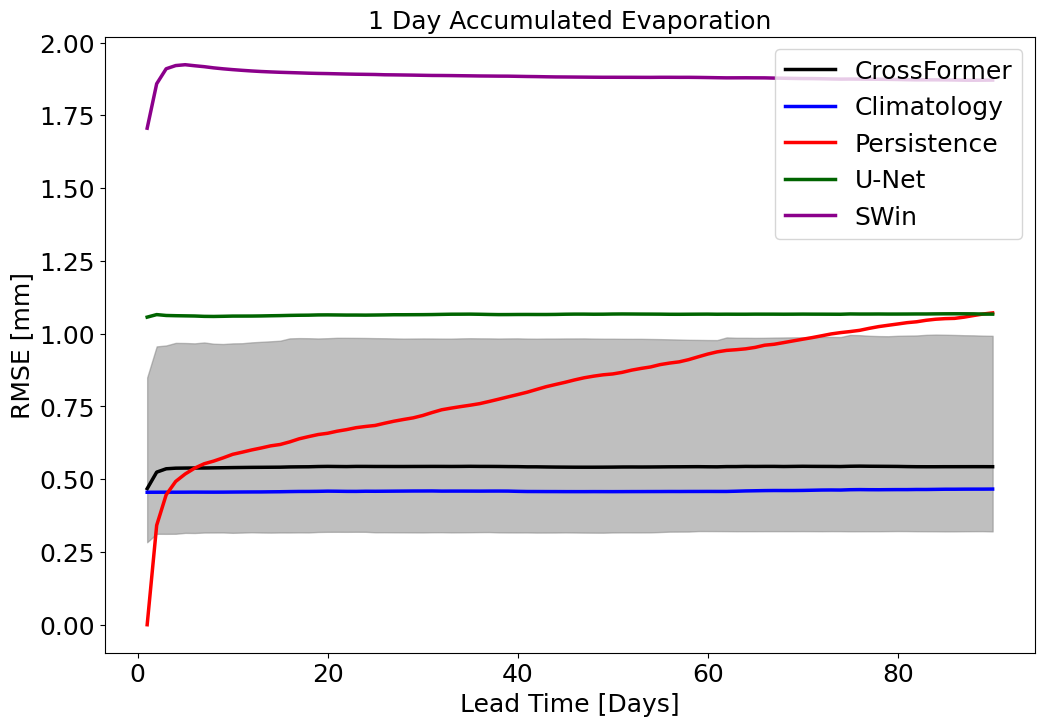 1 Day Accumulated Evaporation
2.00
1.75
1.50
1.25
1.00
0.75
0.50
0.25
0.00
RMSE [mm]
CrossFormer
Climatology
Persistence
U-Net
SWin
0 20 40 60 80
Lead Time [Days]